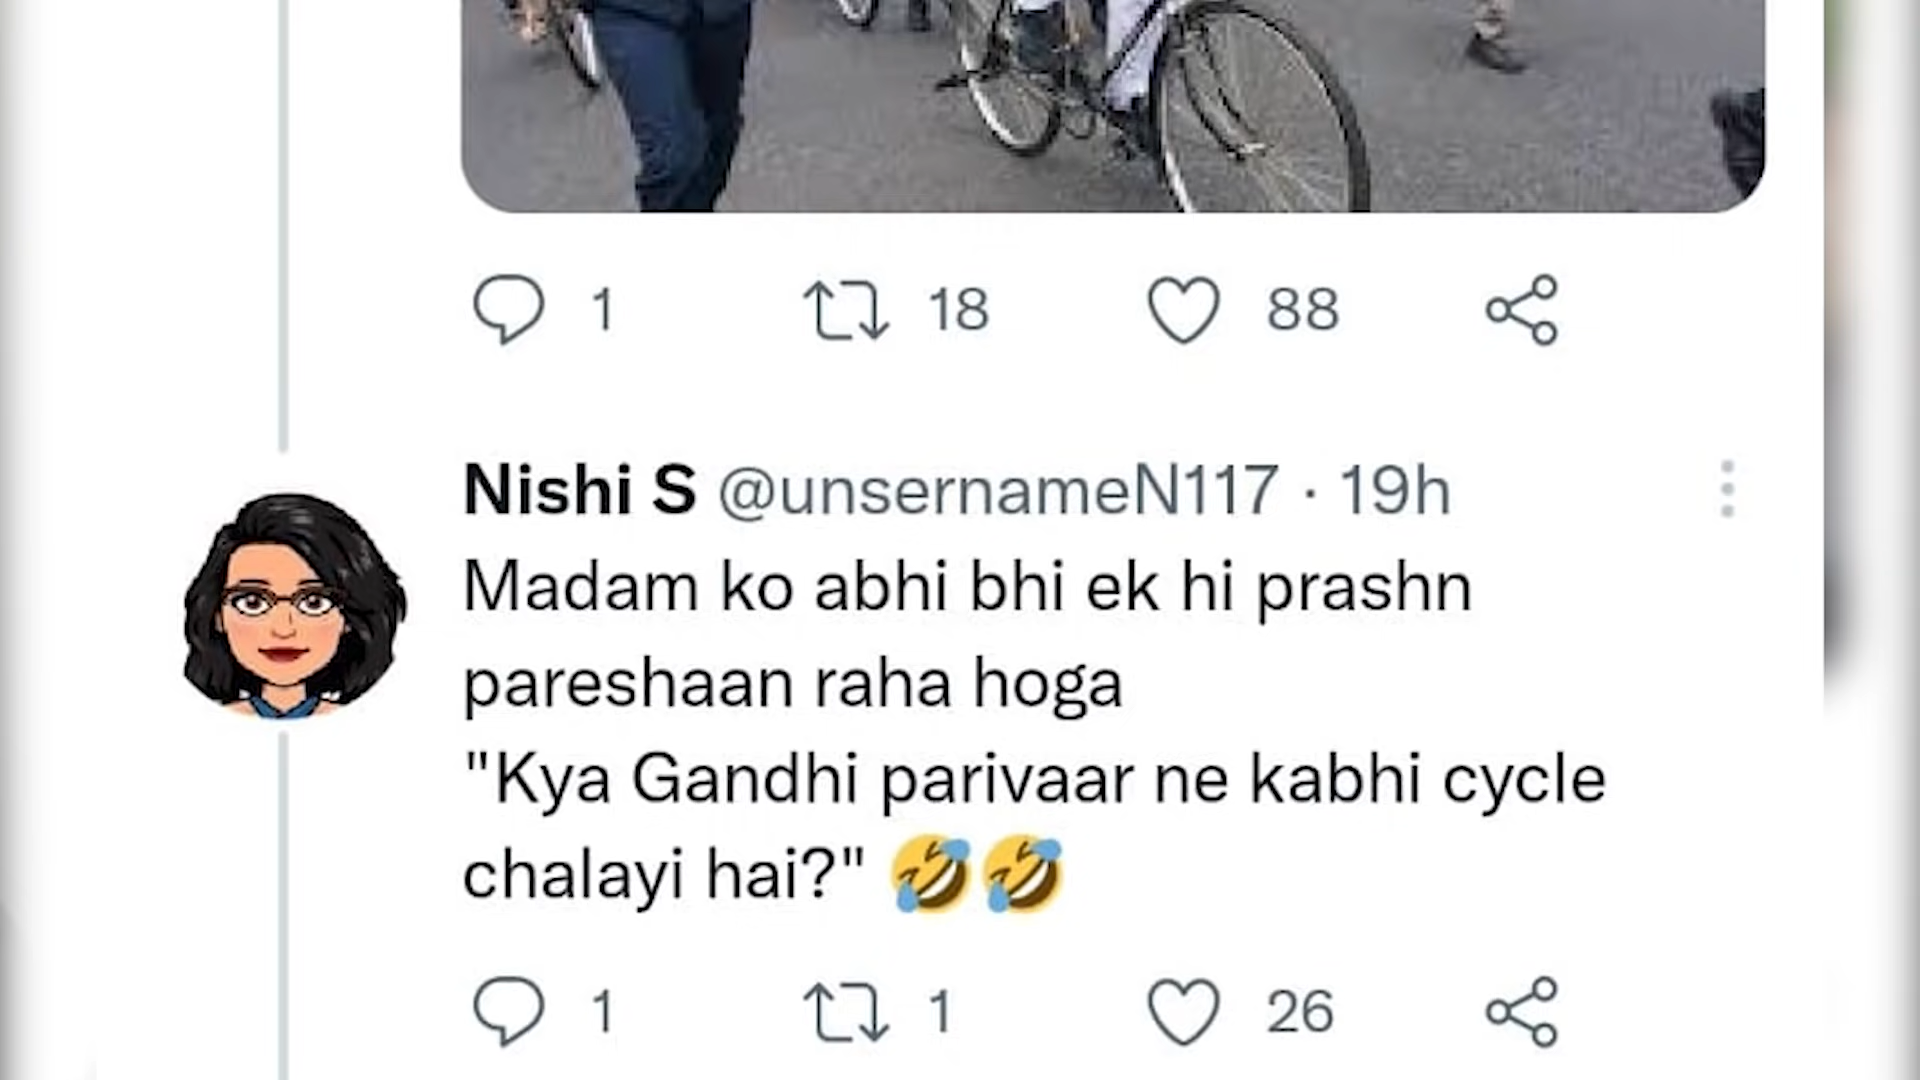 1 18 88
Nishi S @unsernameN117 · 19h
Madam ko abhi bhi ek hi prashn
pareshaan raha hoga
"Kya Gandhi parivaar ne kabhi cycle
chalayi hai?" 🤣🤣
1 1 26